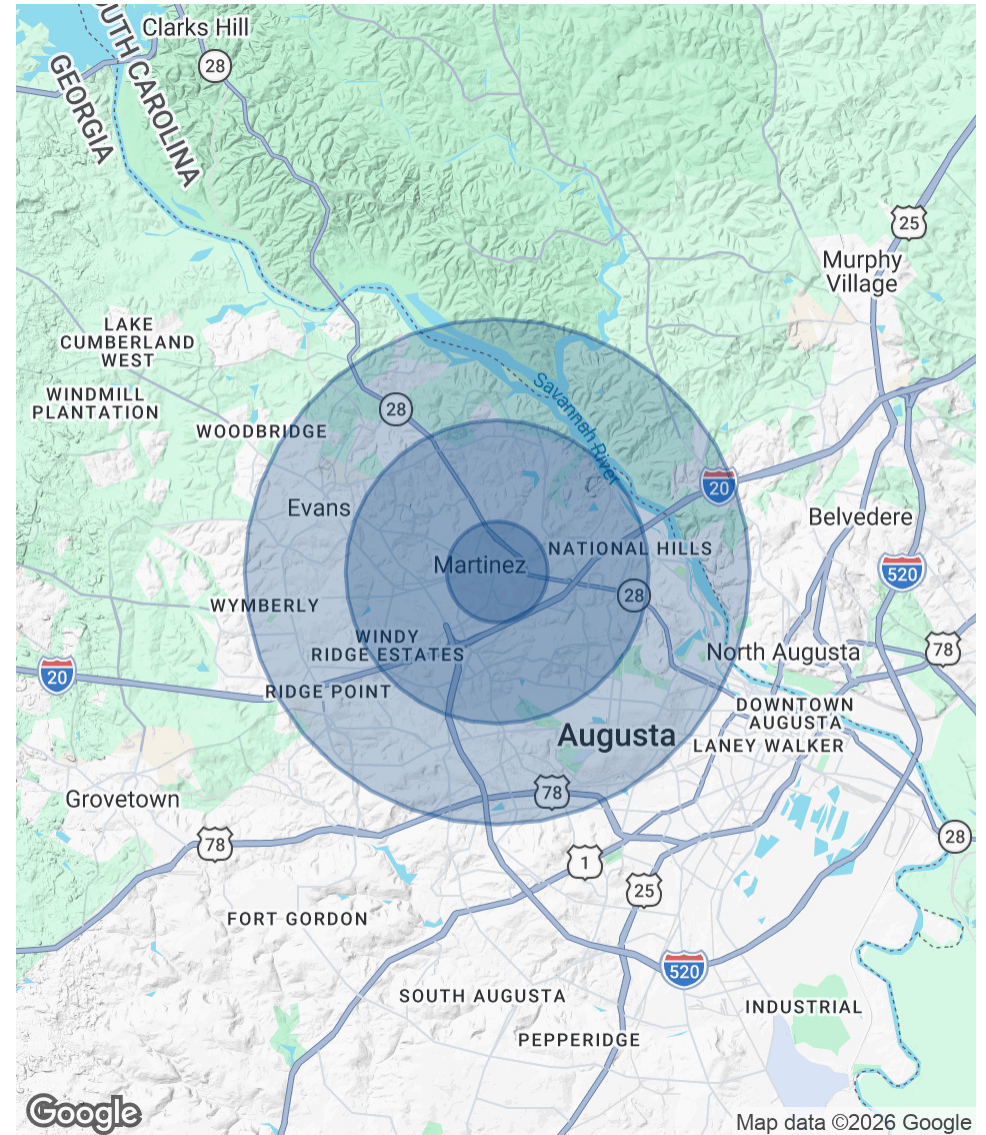 Clarks Hill
28
SOUTH CAROLINA
GEORGIA
25
Murphy
Village
LAKE
CUMBERLAND
WEST
WINDMILL
PLANTATION
WOODBRIDGE
28
Savannah River
20
Evans
Belvedere
NATIONAL HILLS
Martinez
520
28
WYMBERLY
WINDY
RIDGE ESTATES
North Augusta
78
20
RIDGE POINT
DOWNTOWN
AUGUSTA
Augusta
LANEY WALKER
78
Grovetown
78
28
1
25
FORT GORDON
520
SOUTH AUGUSTA
INDUSTRIAL
PEPPERIDGE
Google
Map data ©2026 Google